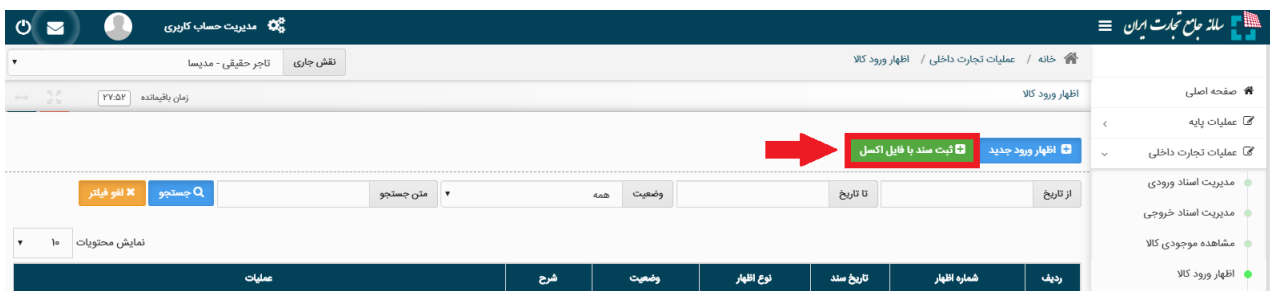 سامانه جامع تجارت ایران
مدیریت حساب کاربری
خانه / عملیات تجارت داخلی / اظهار ورود کالا
نقش جاری تاجر حقیقی - مدیسا
صفحه اصلی
عملیات پایه
عملیات تجارت داخلی
مدیریت اسناد ورودی
مدیریت اسناد خروجی
مشاهده موجودی کالا
اظهار ورود کالا
اظهار ورود کالا
زمان باقیمانده ۲۷:۵۲
اظهار ورود جدید ثبت سند با فایل اکسل
از تاریخ تا تاریخ وضعیت همه متن جستجو جستجو لغو فیلتر
نمایش محتویات ۱۰
ردیف شماره اظهار تاریخ سند نوع اظهار وضعیت شرح عملیات